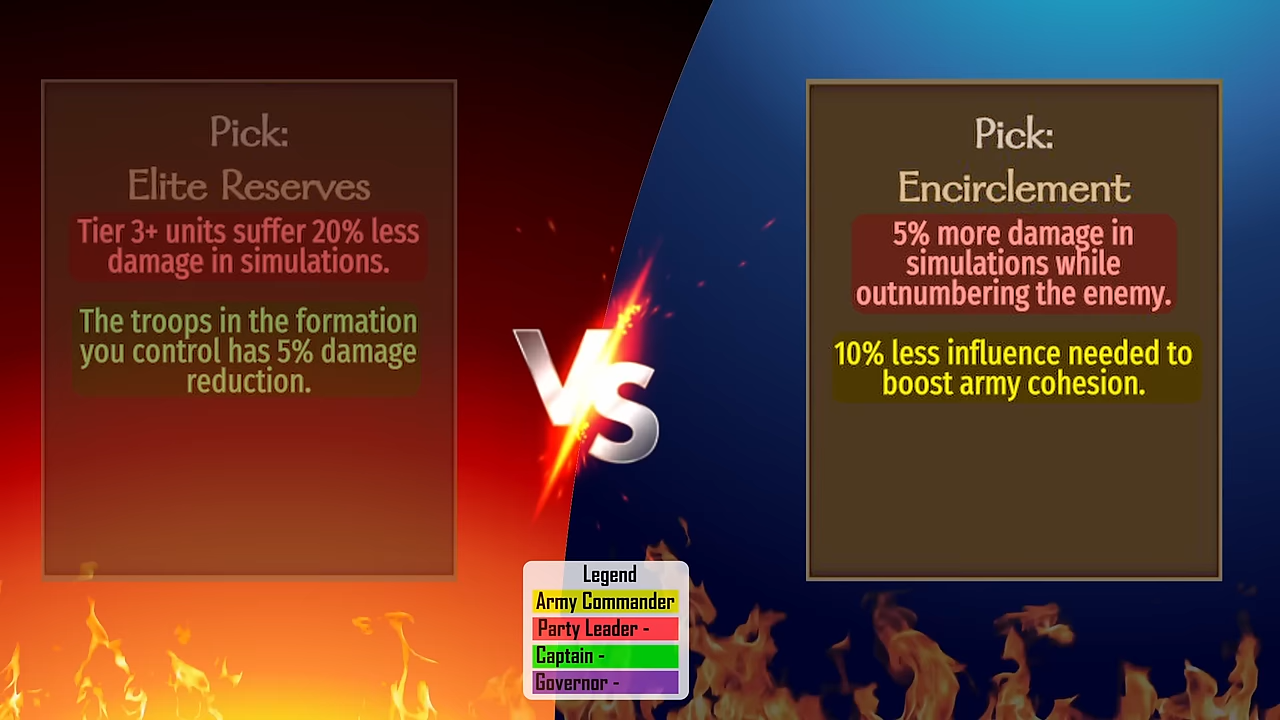 Pick:
Elite Reserves
Tier 3+ units suffer 20% less
damage in simulations.
The troops in the formation
you control has 5% damage
reduction.
VS
Pick:
Encirclement
5% more damage in
simulations while
outnumbering the enemy.
10% less influence needed to
boost army cohesion.
Legend
Army Commander
Party Leader -
Captain -
Governor -